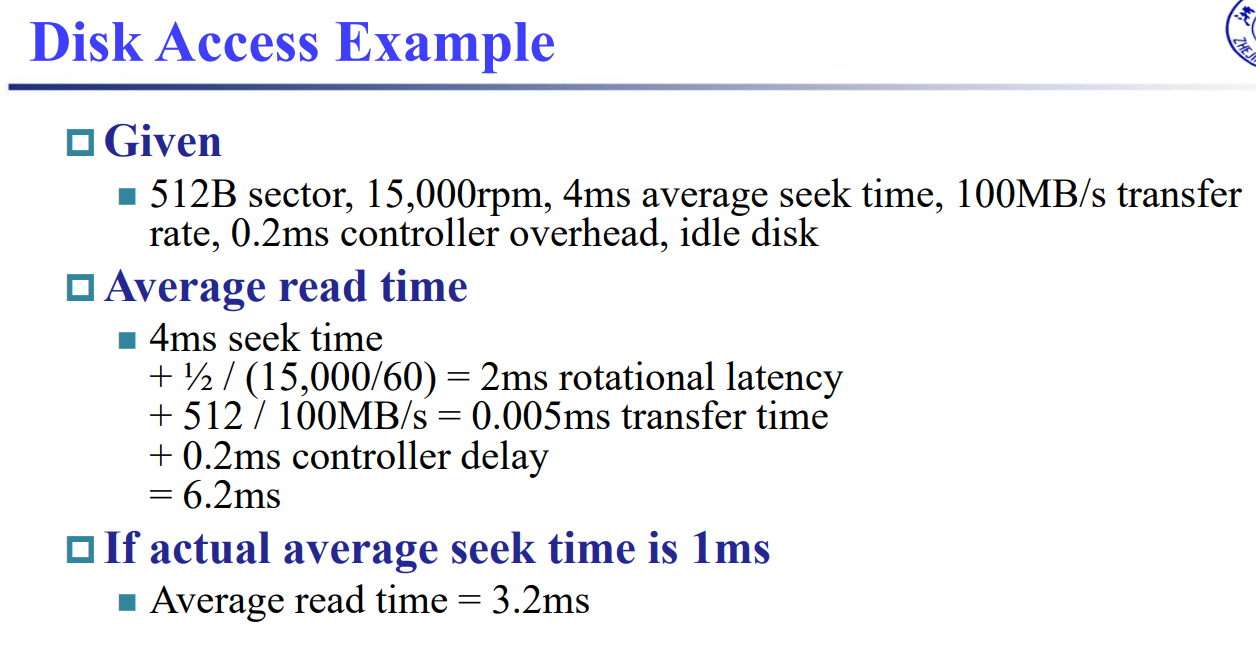 Disk Access Example
Given
512B sector, 15,000rpm, 4ms average seek time, 100MB/s transfer
rate, 0.2ms controller overhead, idle disk
Average read time
4ms seek time
+ ½ / (15,000/60) = 2ms rotational latency
+ 512 / 100MB/s = 0.005ms transfer time
+ 0.2ms controller delay
= 6.2ms
If actual average seek time is 1ms
Average read time = 3.2ms